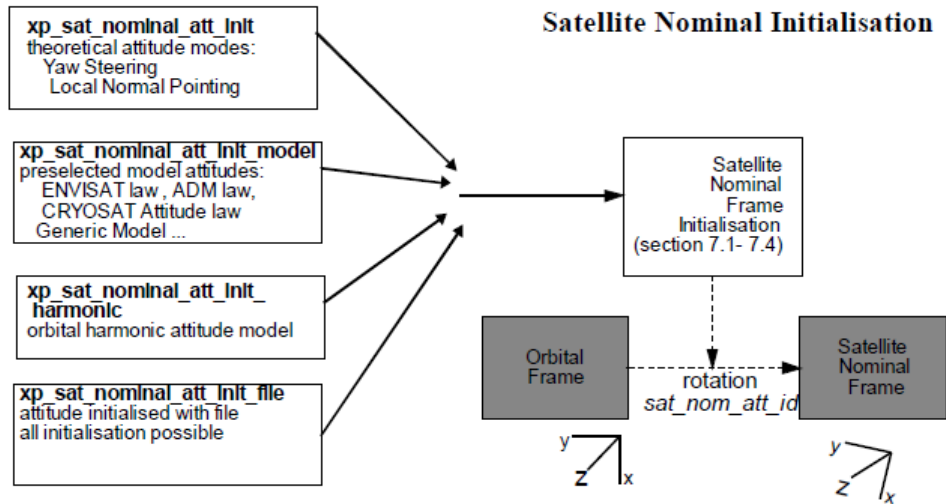 Satellite Nominal Initialisation
xp_sat_nominal_att_init
theoretical attitude modes:
Yaw Steering
Local Normal Pointing
xp_sat_nominal_att_init_model
preselected model attitudes:
ENVISAT law , ADM law,
CRYOSAT Attitude law
Generic Model ...
xp_sat_nominal_att_init_
harmonic
orbital harmonic attitude model
xp_sat_nominal_att_init_file
attitude initialised with file
all initialisation possible
Satellite
Nominal
Frame
Initialisation
(section 7.1- 7.4)
Orbital
Frame
rotation
sat_nom_att_id
Satellite
Nominal
Frame
y
z
x
y
z
x